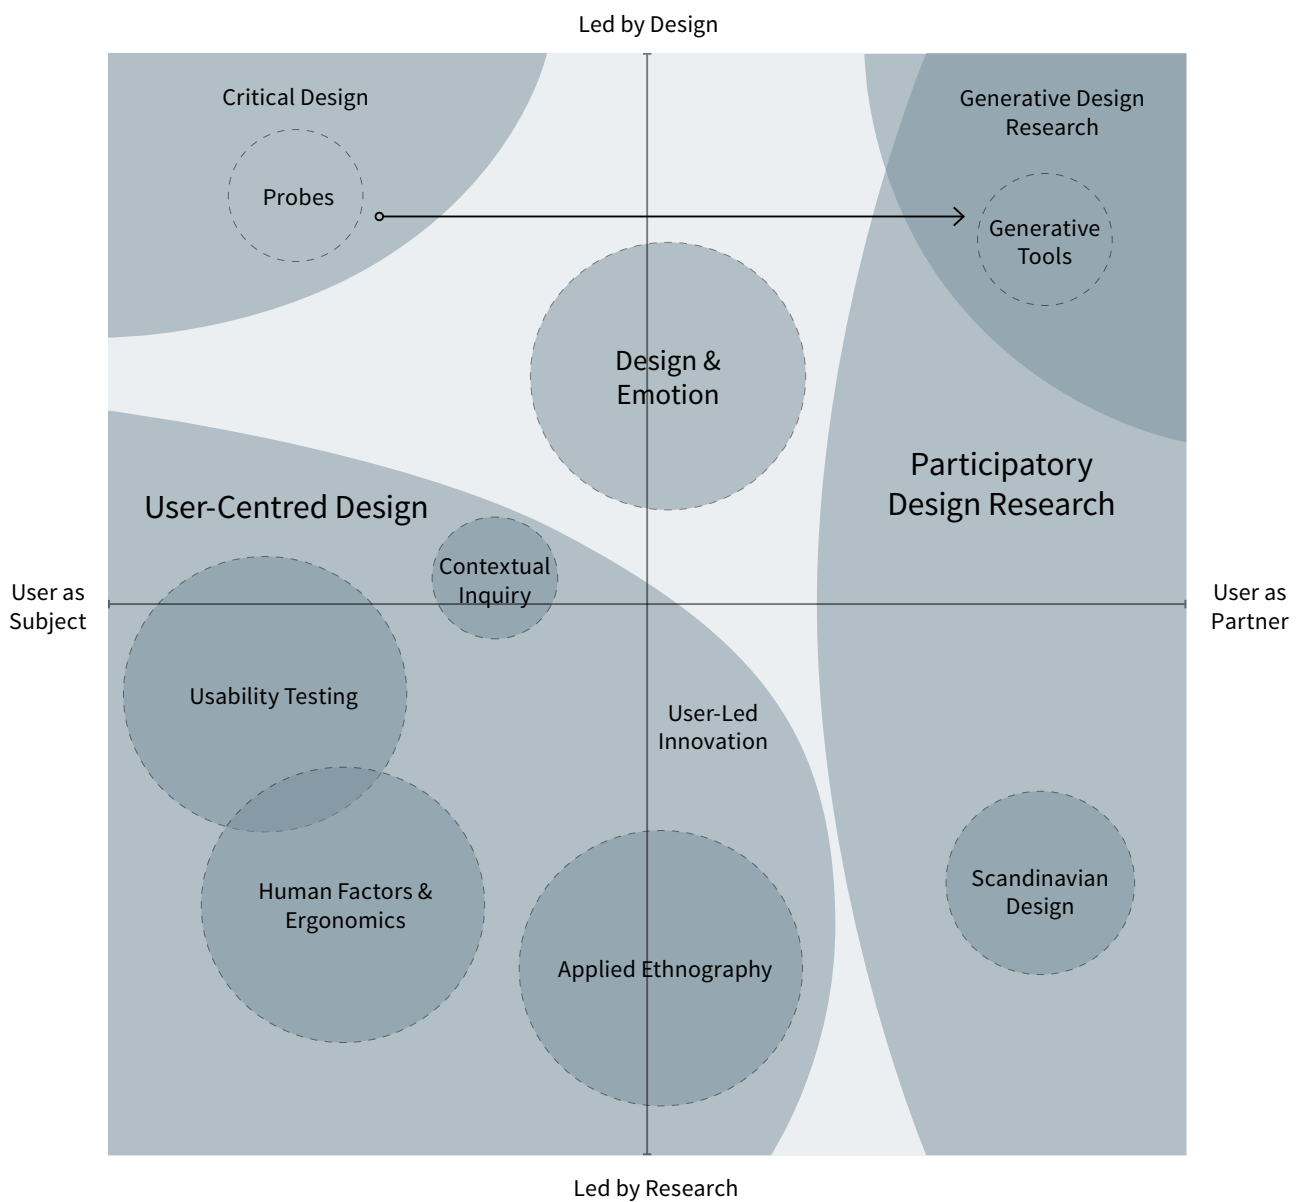 Led by Design
Critical Design
Generative Design
Research
Probes
Generative
Tools
Design &
Emotion
Participatory
Design Research
User-Centred Design
Contextual
Inquiry
User as
Subject
User as
Partner
Usability Testing
User-Led
Innovation
Human Factors &
Ergonomics
Scandinavian
Design
Applied Ethnography
Led by Research